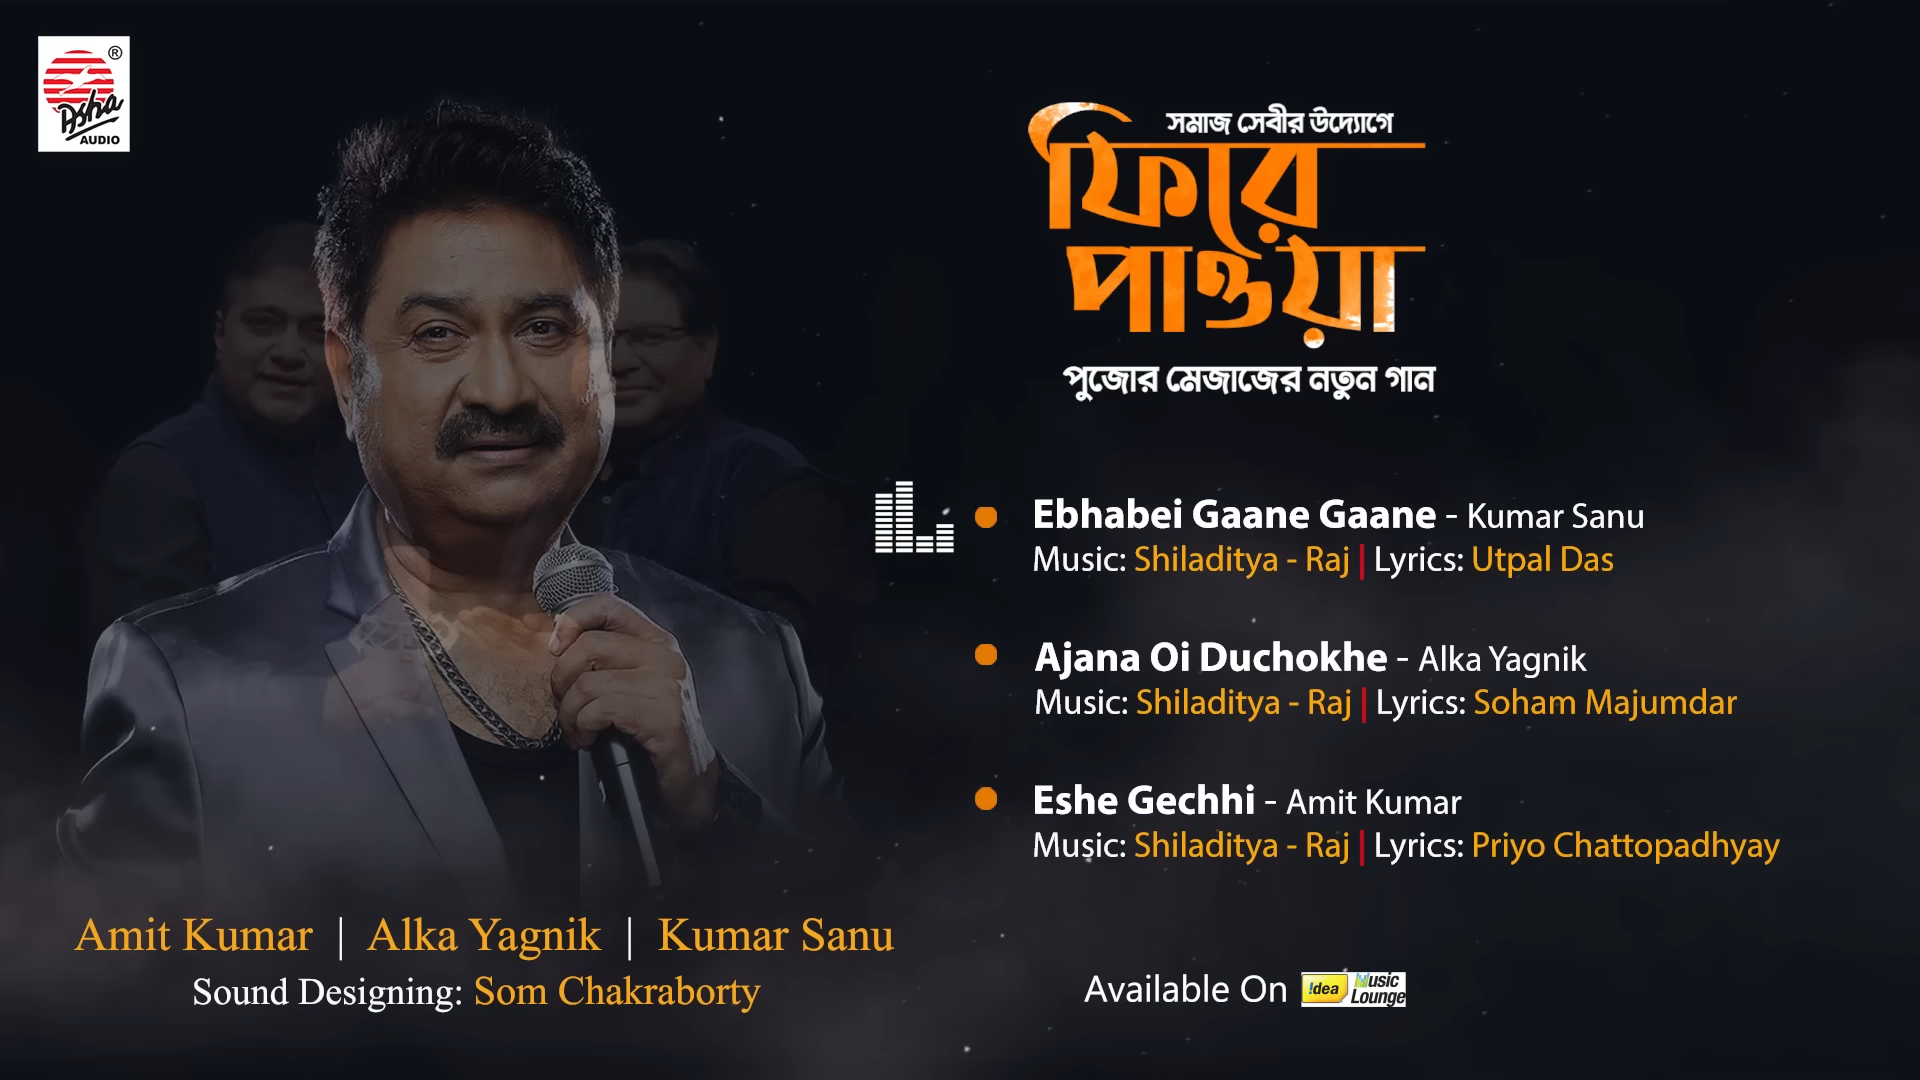 Asha ®
AUDIO
সমাজ সেবীর উদ্যোগে
ফিরে
পাওয়া
পুজোর মেজাজের নতুন গান
Ebhabei Gaane Gaane - Kumar Sanu
Music: Shiladitya - Raj | Lyrics: Utpal Das
Ajana Oi Duchokhe - Alka Yagnik
Music: Shiladitya - Raj | Lyrics: Soham Majumdar
Eshe Gechhi - Amit Kumar
Music: Shiladitya - Raj | Lyrics: Priyo Chattopadhyay
Amit Kumar | Alka Yagnik | Kumar Sanu
Sound Designing: Som Chakraborty
Available On !dea Music Lounge